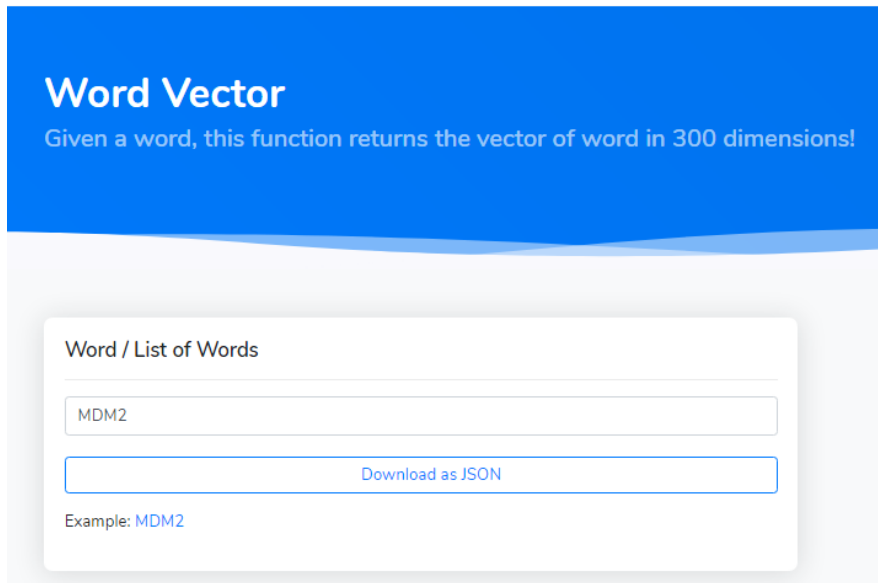 Word Vector
Given a word, this function returns the vector of word in 300 dimensions!
Word / List of Words
MDM2
Download as JSON
Example: MDM2